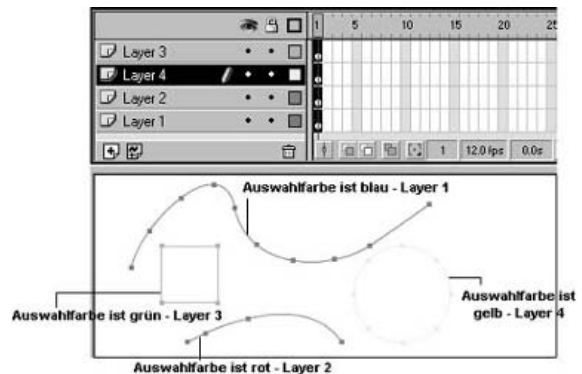 1 5 10 15 20 25
Layer 3
Layer 4
Layer 2
Layer 1
1 12.0 fps 0.0s
Auswahlfarbe ist blau - Layer 1
Auswahlfarbe ist
gelb - Layer 4
Auswahlfarbe ist grün - Layer 3
Auswahlfarbe ist rot - Layer 2